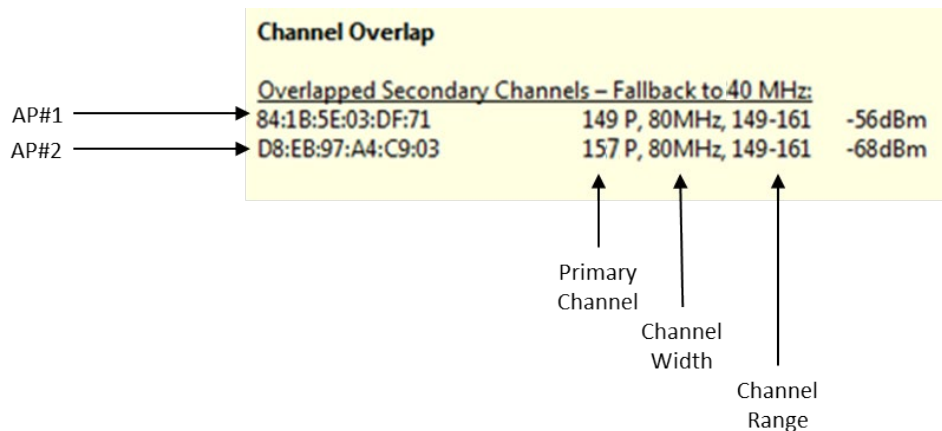 Channel Overlap
Overlapped Secondary Channels – Fallback to 40 MHz:
AP#1
84:1B:5E:03:DF:71 149 P, 80MHz, 149-161 -56dBm
AP#2
D8:EB:97:A4:C9:03 157 P, 80MHz, 149-161 -68dBm
Primary
Channel
Channel
Width
Channel
Range